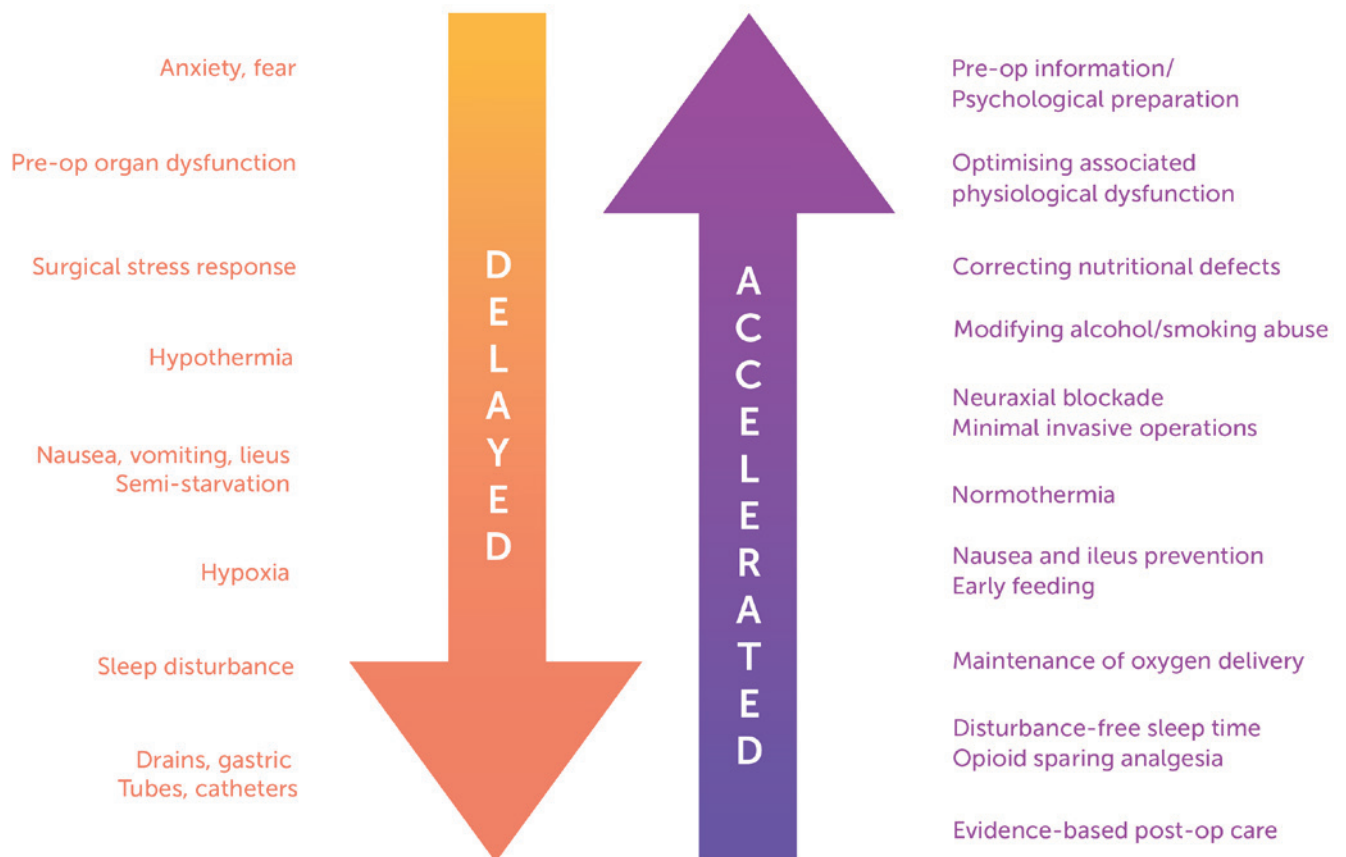 Anxiety, fear
Pre-op organ dysfunction
Surgical stress response
Hypothermia
Nausea, vomiting, lieus
Semi-starvation
Hypoxia
Sleep disturbance
Drains, gastric
Tubes, catheters
DELAYED
ACCELERATED
Pre-op information/
Psychological preparation
Optimising associated
physiological dysfunction
Correcting nutritional defects
Modifying alcohol/smoking abuse
Neuraxial blockade
Minimal invasive operations
Normothermia
Nausea and ileus prevention
Early feeding
Maintenance of oxygen delivery
Disturbance-free sleep time
Opioid sparing analgesia
Evidence-based post-op care